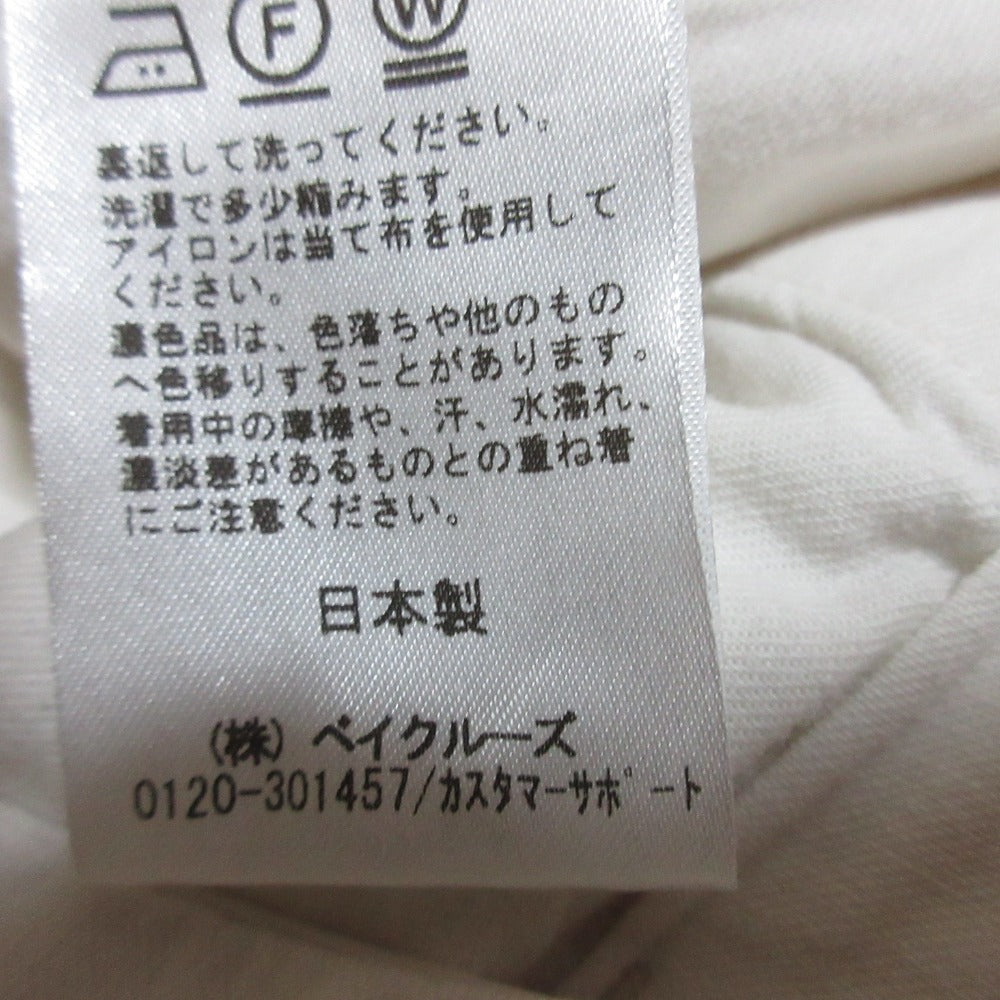 F W
裏返して洗ってください。
洗濯で多少縮みます。
アイロンは当て布を使用して
ください。
濃色品は、色落ちや他のもの
へ色移りすることがあります。
着用中の摩擦や、汗、水濡れ、
濃淡差があるものとの重ね着
にご注意ください。
日本製
(株) ベイクルーズ
0120-301457/カスタマーサポート